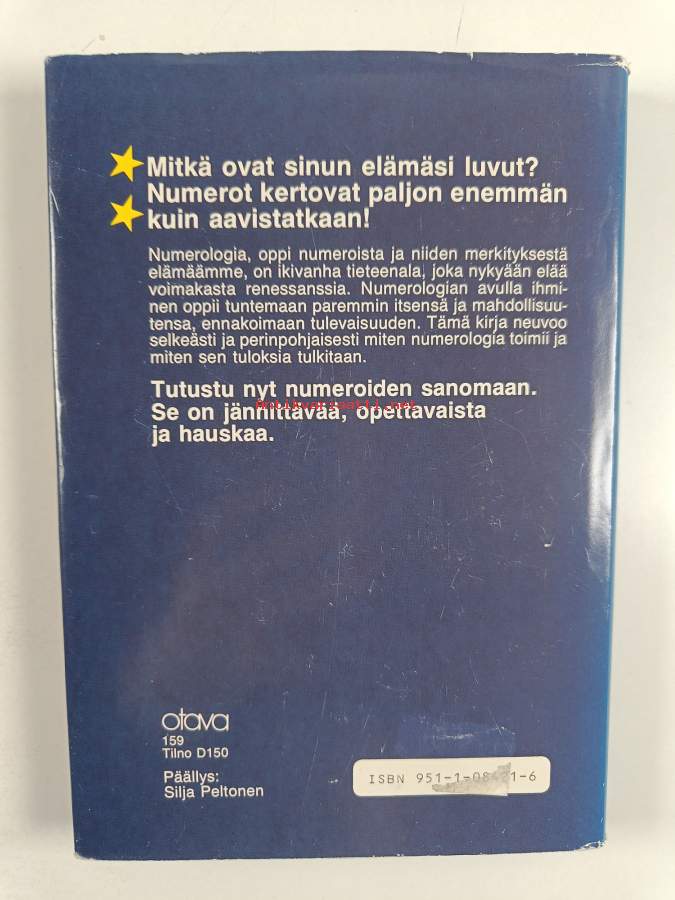 Mitkä ovat sinun elämäsi luvut?
Numerot kertovat paljon enemmän
kuin aavistatkaan!
Numerologia, oppi numeroista ja niiden merkityksestä
elämäämme, on ikivanha tieteenala, joka nykyään elää
voimakasta renessanssia. Numerologian avulla ihmi-
nen oppii tuntemaan paremmin itsensä ja mahdollisuu-
tensa, ennakoimaan tulevaisuuden. Tämä kirja neuvoo
selkeästi ja perinpohjaisesti miten numerologia toimii ja
miten sen tuloksia tulkitaan.
Tutustu nyt numeroiden sanomaan.
Se on jännittävää, opettavaista
Antikvariaatti.net
ja hauskaa.
otava
159
Tilno D150
Päällys:
Silja Peltonen
ISBN